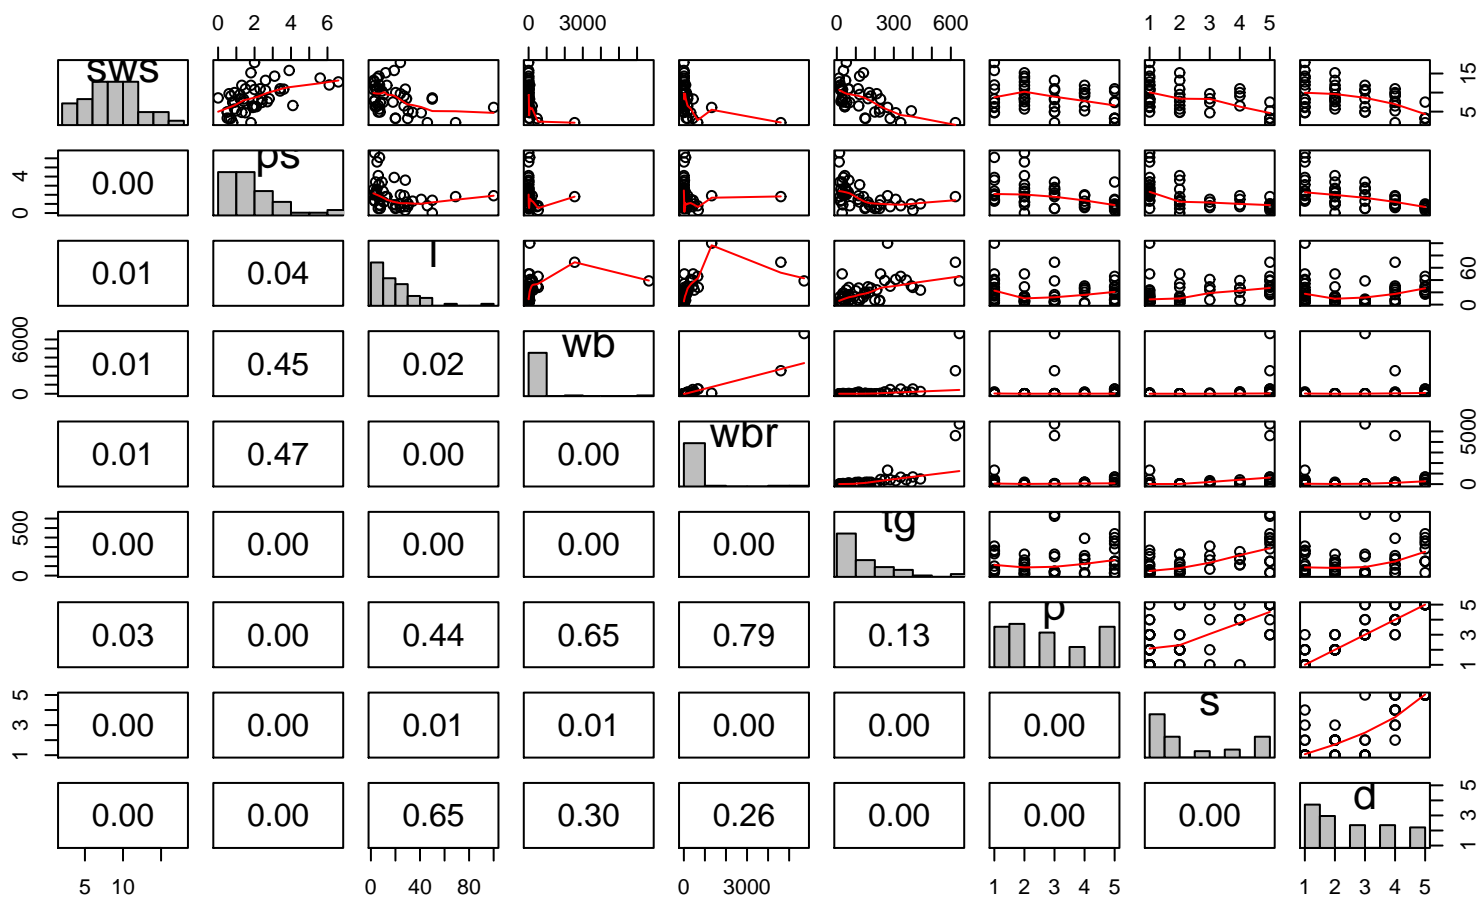 0 2 4 6 0 3000 0 300 600 1 2 3 4 5
sws 5 15
0 4 0.00 ps
0.01 0.04 l 0 60
0 6000 0.01 0.45 0.02 wb
0.01 0.47 0.00 0.00 wbr 0 5000
0 500 0.00 0.00 0.00 0.00 0.00 tg
0.03 0.00 0.44 0.65 0.79 0.13 p 1 3 5
1 3 5 0.00 0.00 0.01 0.01 0.00 0.00 0.00 s
0.00 0.00 0.65 0.30 0.26 0.00 0.00 0.00 d 1 3 5
5 10 0 40 80 0 3000 1 2 3 4 5 1 2 3 4 5